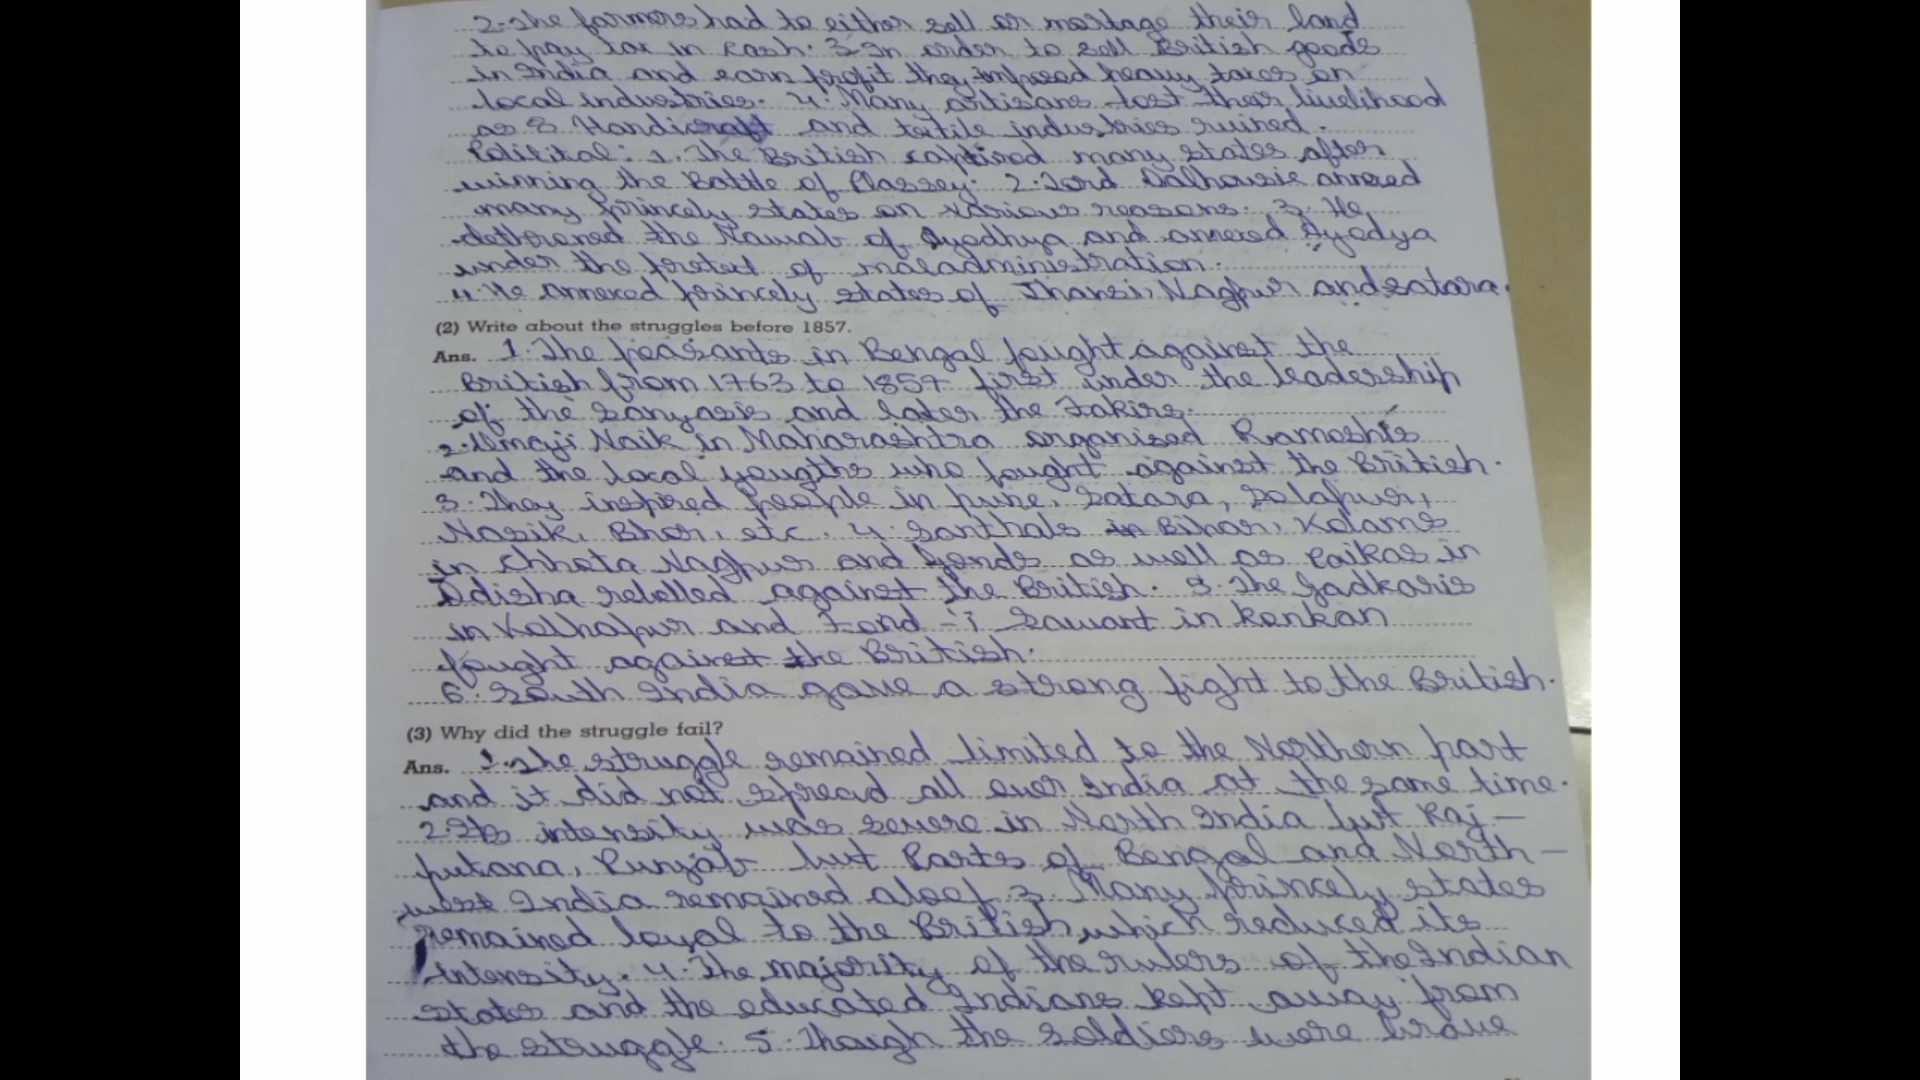 2. The farmers had to either sell or mortage their land
to pay tax in cash. 3. In order to sell British goods
in India and earn profit they imposed heavy taxes on
local industries. 4. Many artisans lost their livelihood
as 8 Handicraft and textile industries ruined.
Political: 1. The British captured many states after
winning the Battle of Plassey. 2. Lord Dalhousie annexed
many princely states on various reasons. 3. He
dethroned the Nawab of Ayodhya and annexed Ayodya
under the pretext of maladministration.
4. He annexed princely states of Jhansi, Nagpur and satara.
(2) Write about the struggles before 1857.
Ans. 1. The peasants in Bengal fought against the
British from 1763 to 1857 first under the leadership
of the Sanyasis and later the Fakirs.
2. Umaji Naik in Maharashtra organised Ramoshis
and the local youghts who fought against the British.
3. They inspired people in pune, Satara, Solapur,
Nasik, Bhor, etc. 4. Santhals in Bihar, Kolams
in Chhota Nagpur and Gonds as well as Paikas in
Odisha rebelled against the British. 5. The Gadkaris
in Kolhapur and Fond - i Sawant in konkan
fought against the British.
6. South India gave a strong fight to the British.
(3) Why did the struggle fail?
Ans. 1. The struggle remained limited to the Northern part
and it did not spread all over India at the same time.
2. Its intensity was severe in North India but Raj-
putana, Punjab but Parts of Bengal and North-
west India remained aloof. 3. Many princely states
remained loyal to the British which reduced its
intensity. 4. The majority of the rulers of the Indian
states and the educated Indians kept away from
the struggle. 5. Though the soldiers were brave